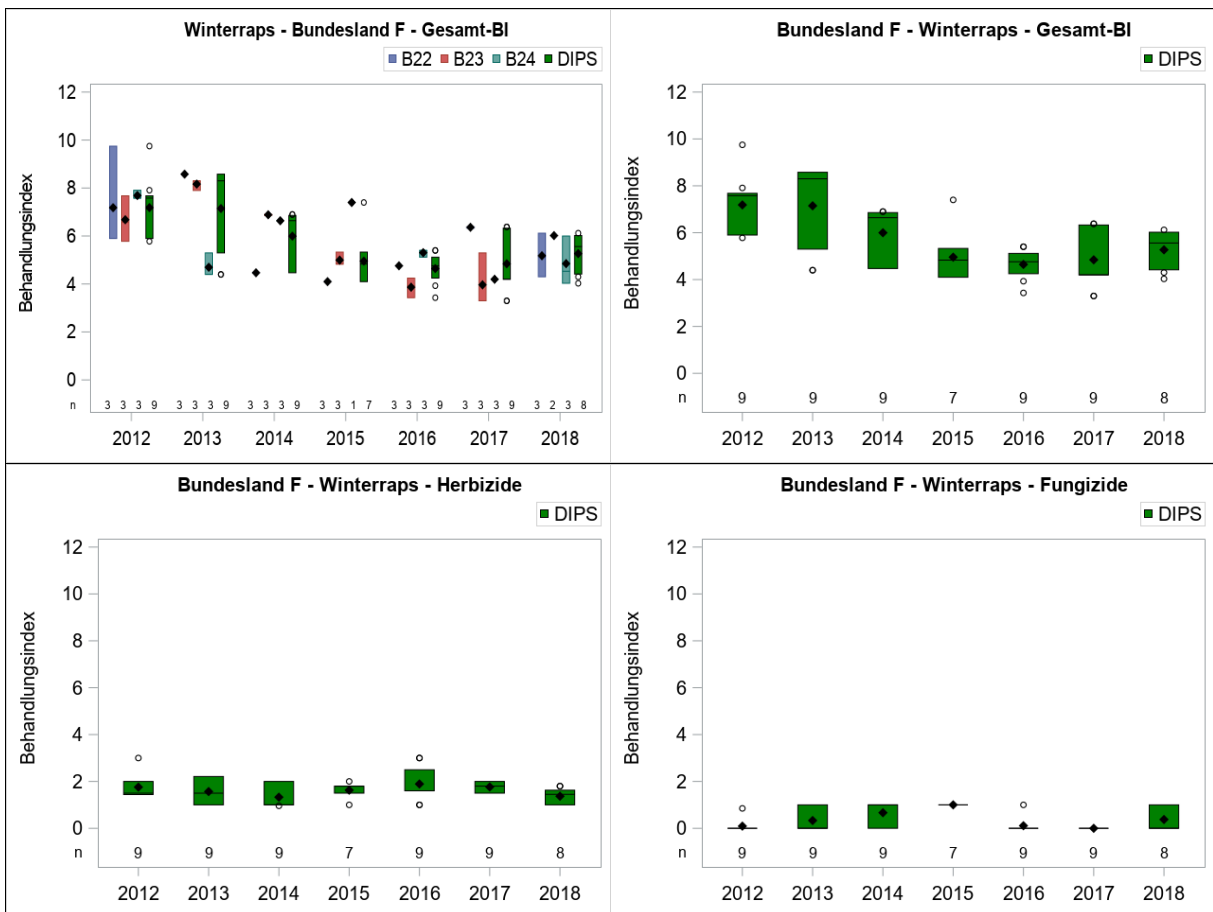 Winterraps - Bundesland F - Gesamt-BI
B22 B23 B24 DIPS
Behandlungsindex
12
10
8
6
4
2
0
n 3 3 3 9 3 3 3 9 3 3 3 9 3 3 1 7 3 3 3 9 3 3 3 9 3 2 3 8
2012 2013 2014 2015 2016 2017 2018
Bundesland F - Winterraps - Gesamt-BI
DIPS
Behandlungsindex
12
10
8
6
4
2
0
n 9 9 9 7 9 9 8
2012 2013 2014 2015 2016 2017 2018
Bundesland F - Winterraps - Herbizide
DIPS
Behandlungsindex
12
10
8
6
4
2
0
n 9 9 9 7 9 9 8
2012 2013 2014 2015 2016 2017 2018
Bundesland F - Winterraps - Fungizide
DIPS
Behandlungsindex
12
10
8
6
4
2
0
n 9 9 9 7 9 9 8
2012 2013 2014 2015 2016 2017 2018